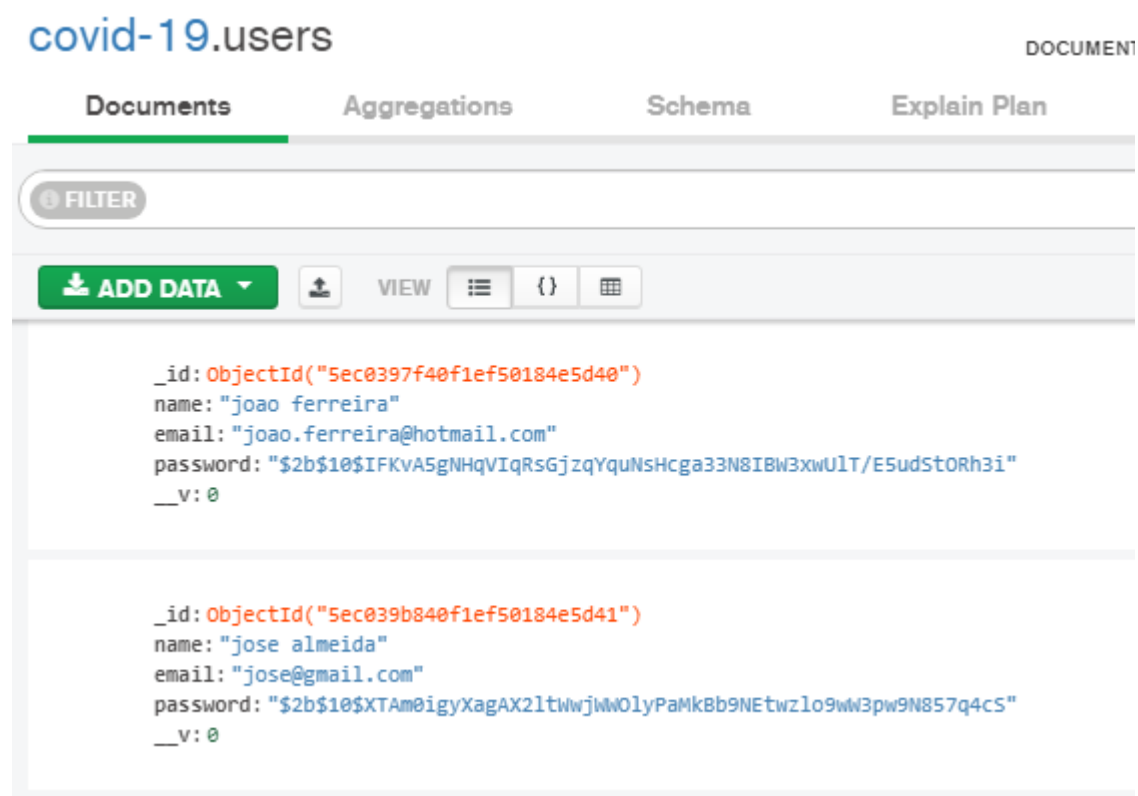 covid-19.users
DOCUMENT
Documents Aggregations Schema Explain Plan
FILTER
ADD DATA VIEW {}
_id: ObjectId("5ec0397f40f1ef50184e5d40")
name: "joao ferreira"
email: "joao.ferreira@hotmail.com"
password: "$2b$10$IFKvA5gNHqVIqRsGjzqYquNsHcga33N8IBW3xwUlT/E5udStORh3i"
__v: 0
_id: ObjectId("5ec039b840f1ef50184e5d41")
name: "jose almeida"
email: "jose@gmail.com"
password: "$2b$10$XTAm0igyXagAX2ltWwjWWOlyPaMkBb9NEtwzlo9wW3pw9N857q4cS"
__v: 0